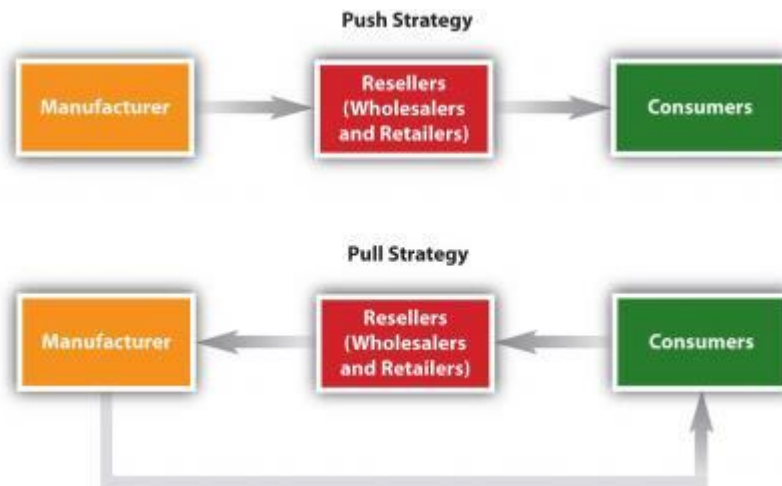 Push Strategy
Manufacturer
Resellers
(Wholesalers
and Retailers)
Consumers
Pull Strategy
Manufacturer
Resellers
(Wholesalers
and Retailers)
Consumers